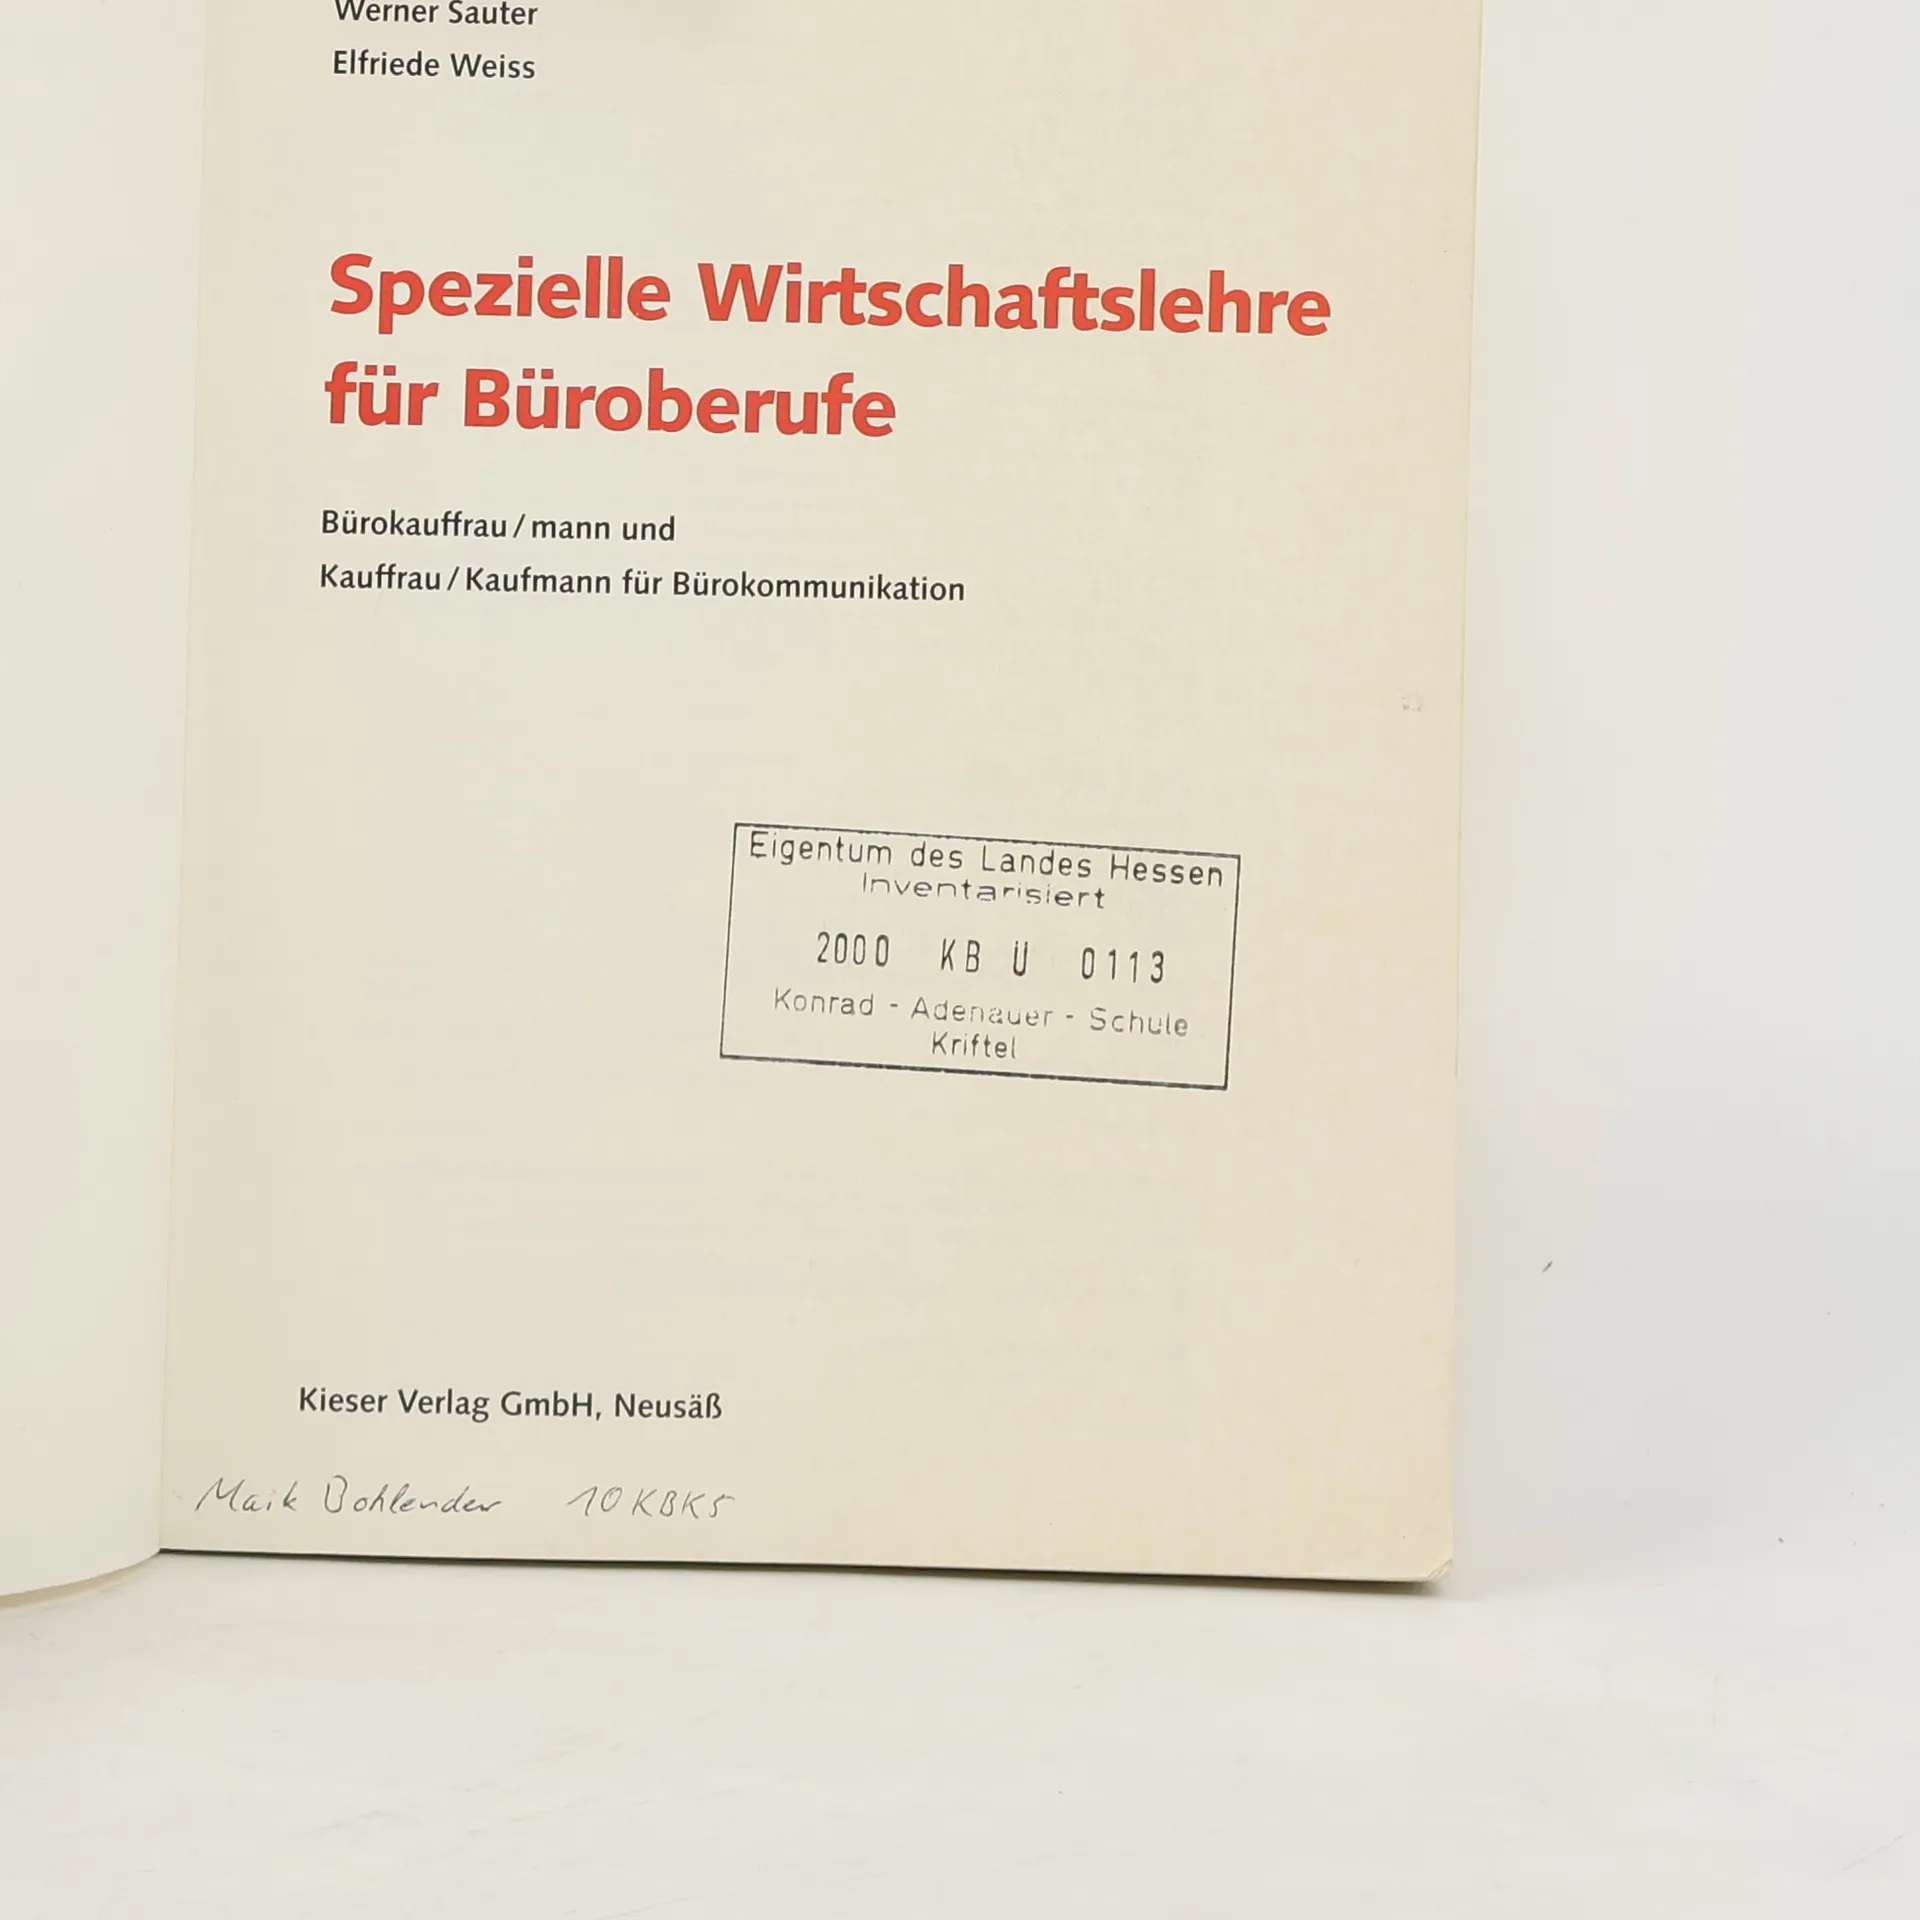 Werner Sauter
Elfriede Weiss
Spezielle Wirtschaftslehre
für Büroberufe
Bürokauffrau/mann und
Kauffrau/Kaufmann für Bürokommunikation
Eigentum des Landes Hessen
Inventarisiert
2000 KB U 0113
Konrad - Adenauer - Schule
Kriftel
Kieser Verlag GmbH, Neusäß
Maik Bohlender 10KBK5